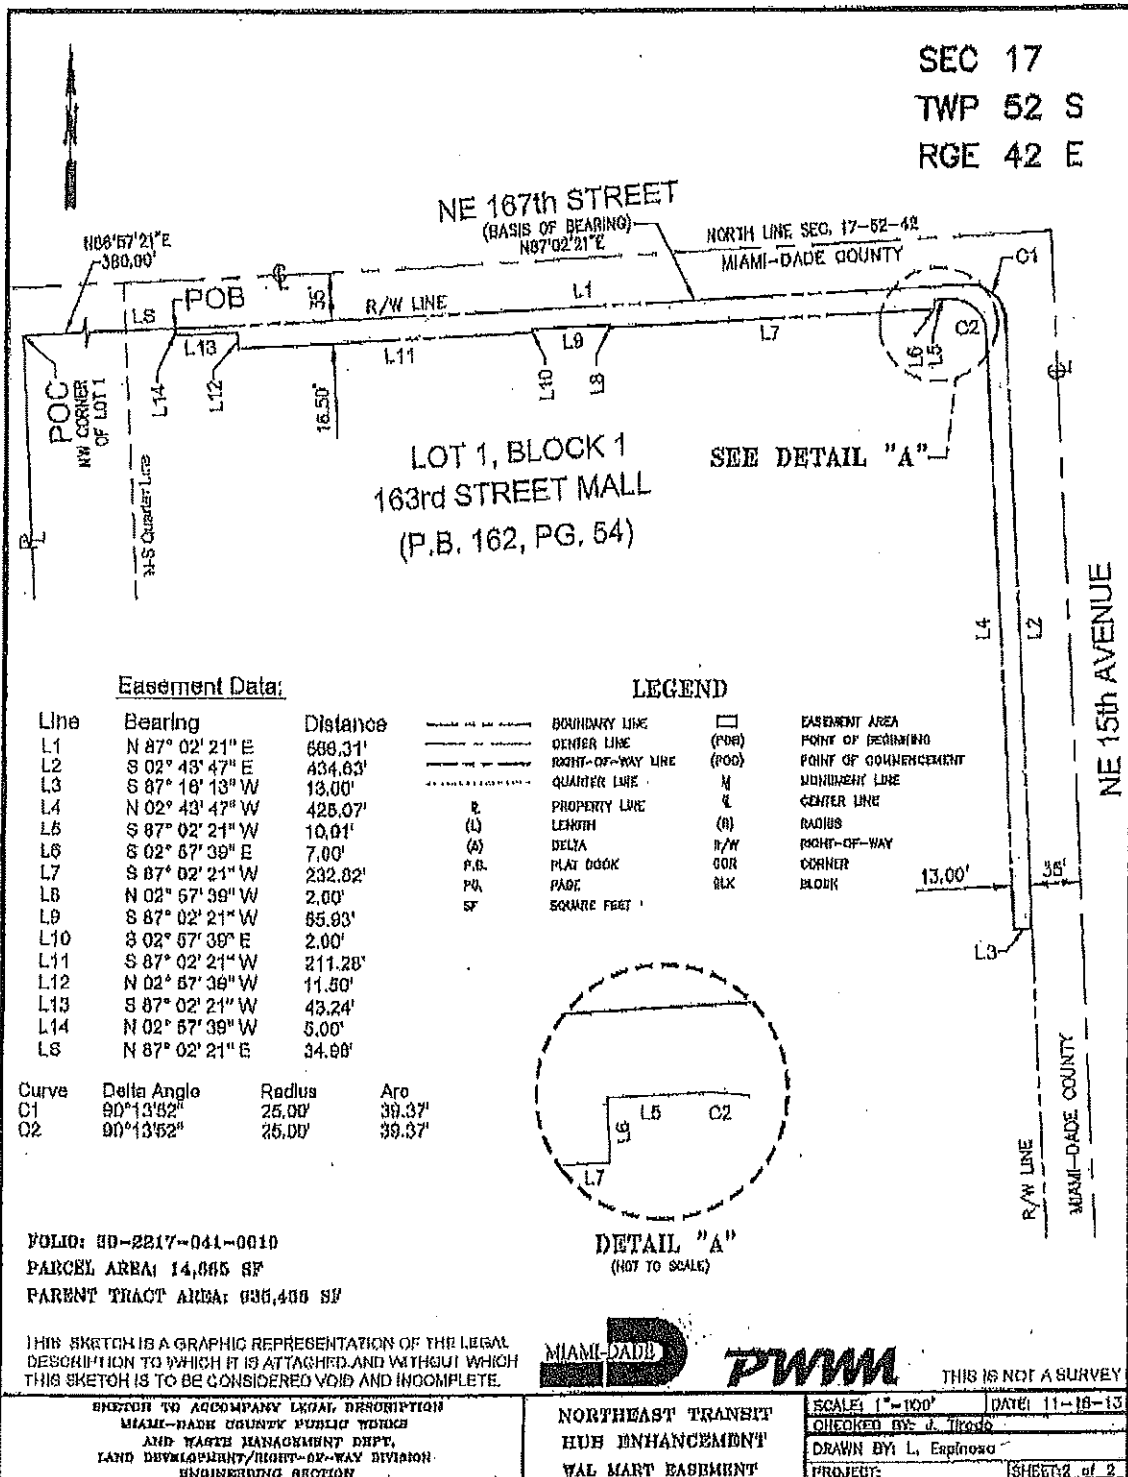 SEC 17
TWP 52 S
RGE 42 E
NE 167th STREET
(BASIS OF BEARING)
N87°02'21"E
NORTH LINE SEC. 17-52-42
MIAMI-DADE COUNTY
N86°57'21"E
380.00'
C1
POB
LS
35'
R/W LINE
L1
L13
L11
L9
L7
L6
L5
C2
L14
L12
L10
L8
16.50'
POC
NW CORNER
OF LOT 1
N-S Quarter Line
LOT 1, BLOCK 1
163rd STREET MALL
(P.B. 162, PG. 54)
SEE DETAIL "A"
L4
L2
NE 15th AVENUE
Easement Data:
Line Bearing Distance
L1 N 87° 02' 21" E
L2 S 02° 43' 47" E 434.63'
L3 S 87° 16' 13" W 13.00'
L4 N 02° 43' 47" W 425.07'
L5 S 87° 02' 21" W 10.01'
L6 S 02° 57' 39" E 7.00'
L7 S 87° 02' 21" W 232.82'
L8 N 02° 57' 39" W 2.00'
L9 S 87° 02' 21" W 55.93'
L10 S 02° 57' 39" E 2.00'
L11 S 87° 02' 21" W 211.28'
L12 N 02° 57' 39" W 11.50'
L13 S 87° 02' 21" W 43.24'
L14 N 02° 57' 39" W 5.00'
LS N 87° 02' 21" E 34.98'
Curve Delta Angle Radius Arc
C1 90°13'52" 25.00' 39.37'
C2 90°13'52" 25.00' 39.37'
LEGEND
BOUNDARY LINE
CENTER LINE
RIGHT-OF-WAY LINE
QUARTER LINE
PROPERTY LINE
(L) LENGTH
(Δ) DELTA
P.B. PLAT BOOK
PG. PAGE
SF SQUARE FEET
EASEMENT AREA
(POB) POINT OF BEGINNING
(POC) POINT OF COMMENCEMENT
MONUMENT LINE
CENTER LINE
(R) RADIUS
R/W RIGHT-OF-WAY
COR CORNER
BLK BLOCK
13.00'
35'
L3
R/W LINE
MIAMI-DADE COUNTY
L5 C2
L6
L7
DETAIL "A"
(NOT TO SCALE)
FOLIO:
PARCEL AREA:
PARENT TRACT AREA:
THIS SKETCH IS A GRAPHIC REPRESENTATION OF THE LEGAL
DESCRIPTION TO WHICH IT IS ATTACHED AND WITHOUT WHICH
THIS SKETCH IS TO BE CONSIDERED VOID AND INCOMPLETE.
MIAMI-DADE
PWWM
THIS IS NOT A SURVEY
SKETCH TO ACCOMPANY LEGAL DESCRIPTION
MIAMI-DADE COUNTY PUBLIC WORKS
AND WASTE MANAGEMENT DEPT.
LAND DEVELOPMENT/RIGHT-OF-WAY DIVISION
ENGINEERING SECTION
NORTHEAST TRANSIT
HUB ENHANCEMENT
WAL MART EASEMENT
SCALE: 1"=100' DATE: 11-18-13
CHECKED BY: J. Tirado
DRAWN BY: L. Espinosa
PROJECT: SHEET: 2 of 2